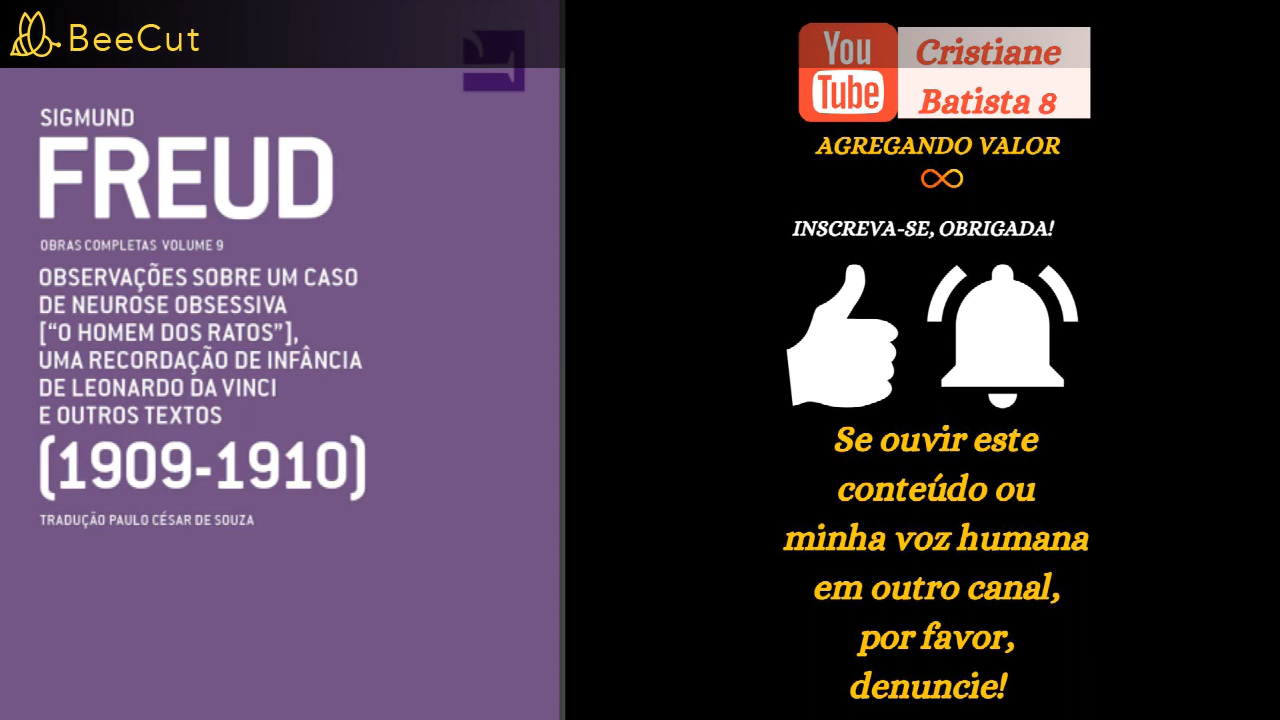 BeeCut
SIGMUND
FREUD
OBRAS COMPLETAS VOLUME 9
OBSERVAÇÕES SOBRE UM CASO
DE NEUROSE OBSESSIVA
["O HOMEM DOS RATOS"],
UMA RECORDAÇÃO DE INFÂNCIA
DE LEONARDO DA VINCI
E OUTROS TEXTOS
(1909-1910)
TRADUÇÃO PAULO CÉSAR DE SOUZA
You
Tube
Cristiane
Batista 8
AGREGANDO VALOR
INSCREVA-SE, OBRIGADA!
Se ouvir este
conteúdo ou
minha voz humana
em outro canal,
por favor,
denuncie!